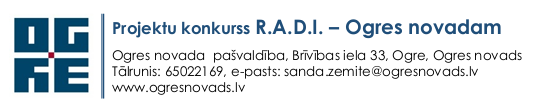 OGRE
Projektu konkurss R.A.D.I. – Ogres novadam
Ogres novada pašvaldība, Brīvības iela 33, Ogre, Ogres novads
Tālrunis: 65022169, e-pasts: sanda.zemite@ogresnovads.lv
www.ogresnovads.lv